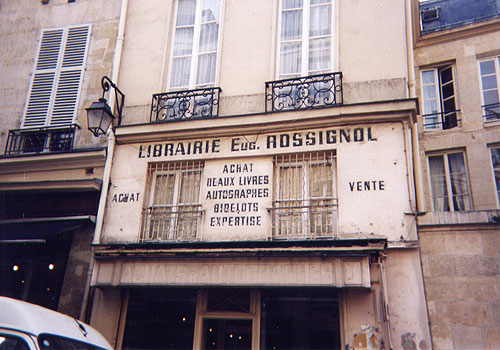 LIBRAIRIE EUG. ROSSIGNOL
ACHAT
ACHAT
BEAUX LIVRES
AUTOGRAPHES
BIBELOTS
EXPERTISE
VENTE